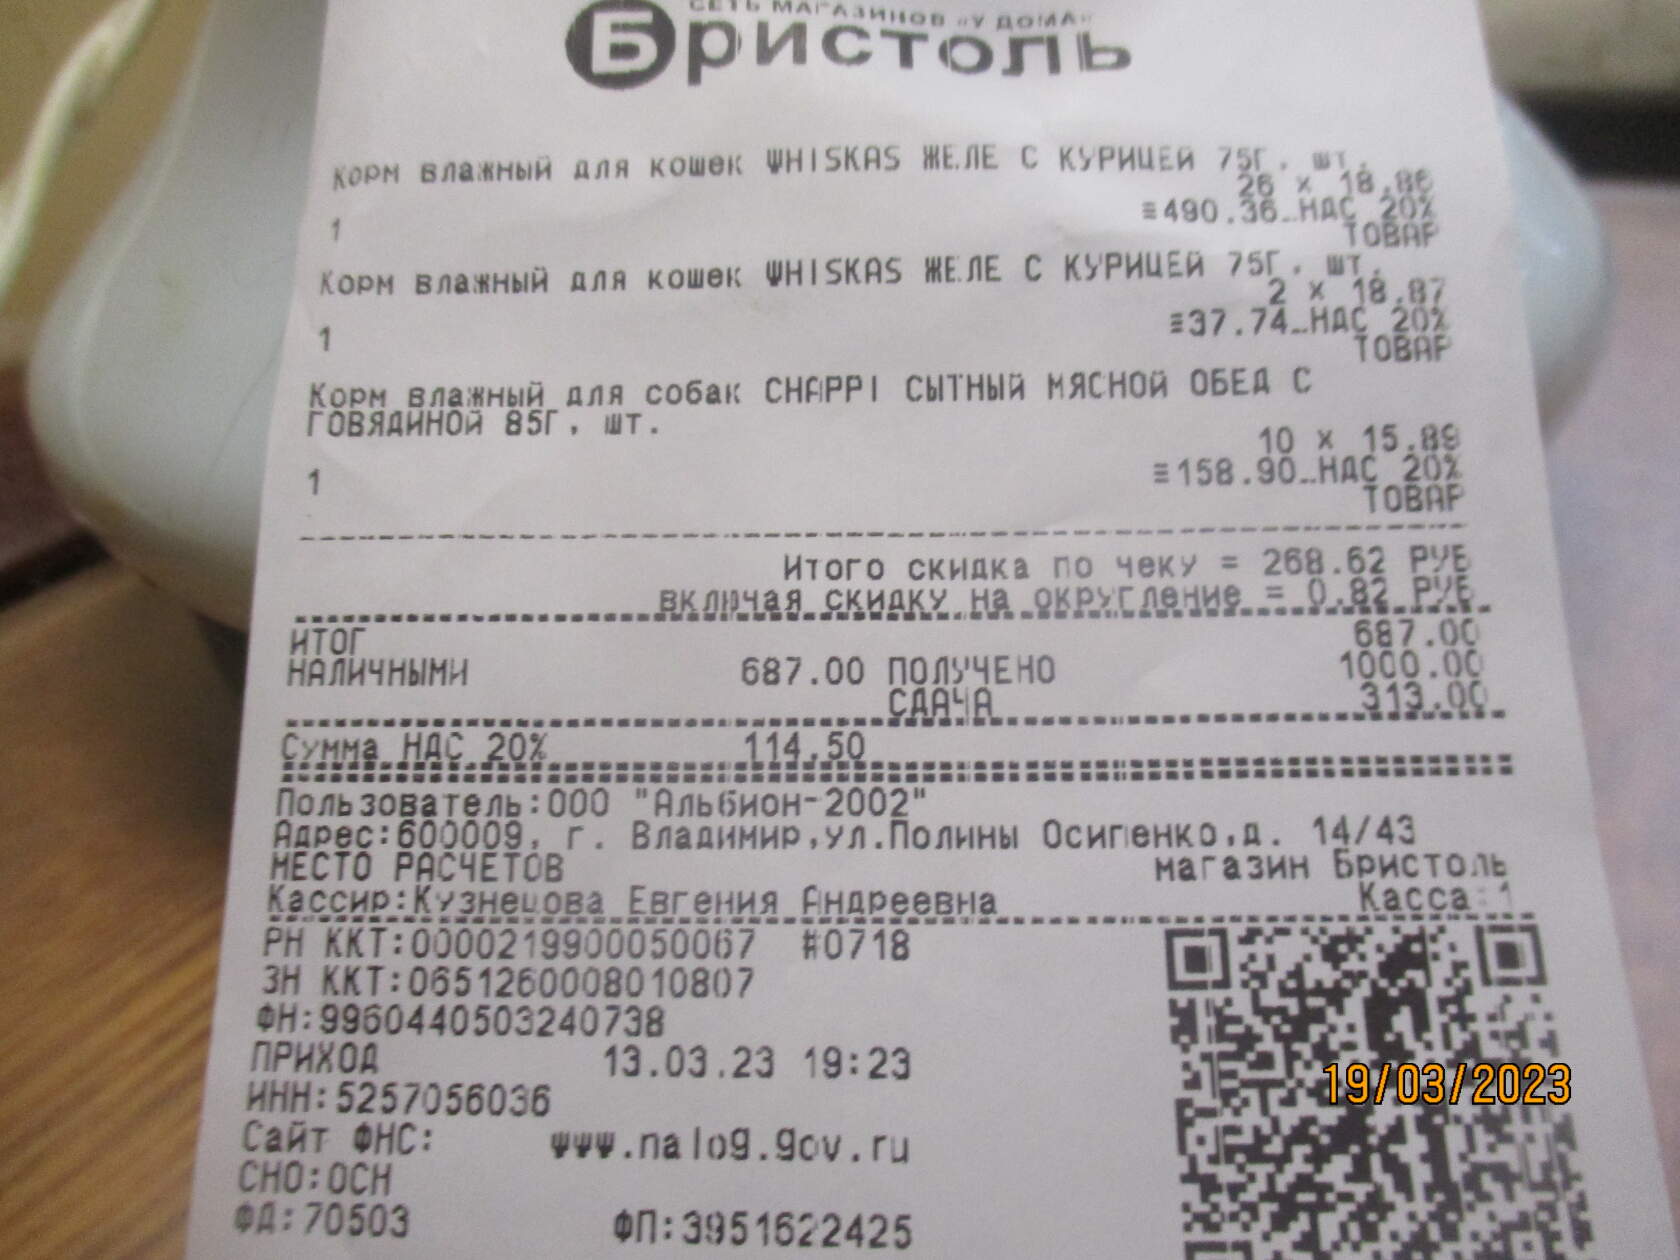 СЕТЬ МАГАЗИНОВ «У ДОМА»
Бристоль
Корм влажный для кошек WHISKAS ЖЕЛЕ С КУРИЦЕЙ 75Г, шт.
26 x 18.86
1 ≡490.36_НДС 20%
ТОВАР
Корм влажный для кошек WHISKAS ЖЕЛЕ С КУРИЦЕЙ 75Г, шт.
2 x 18.87
1 ≡37.74_НДС 20%
ТОВАР
Корм влажный для собак CHAPPI СЫТНЫЙ МЯСНОЙ ОБЕД С
ГОВЯДИНОЙ 85Г, шт.
10 x 15.89
1 ≡158.90_НДС 20%
ТОВАР
Итого скидка по чеку = 268.62 РУБ
включая скидку на округление = 0.82 РУБ
ИТОГ 687.00
НАЛИЧНЫМИ 687.00 ПОЛУЧЕНО 1000.00
СДАЧА 313.00
Сумма НДС 20% 114.50
Пользователь:ООО "Альбион-2002"
Адрес:600009, г. Владимир,ул.Полины Осипенко,д. 14/43
МЕСТО РАСЧЕТОВ магазин Бристоль
Кассир:Кузнецова Евгения Андреевна Касса 1
РН ККТ:0000219900050067 #0718
ЗН ККТ:0651260008010807
ФН:9960440503240738
ПРИХОД 13.03.23 19:23
ИНН:5257056036
Сайт ФНС: www.nalog.gov.ru
СНО:ОСН
ФД:70503 ФП:3951622425
19/03/2023